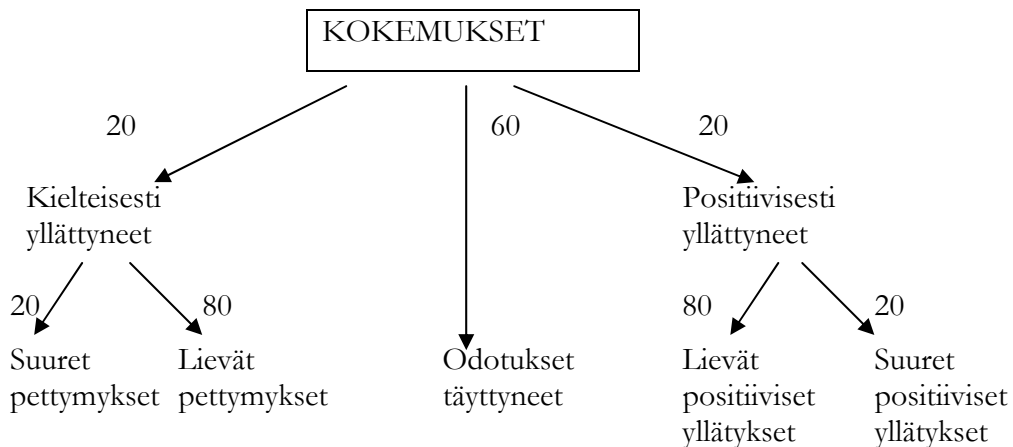 KOKEMUKSET
20 60 20
Kielteisesti
yllättyneet
Positiivisesti
yllättyneet
20 80 80 20
Suuret
pettymykset
Lievät
pettymykset
Odotukset
täyttyneet
Lievät
positiiviset
yllätykset
Suuret
positiiviset
yllätykset